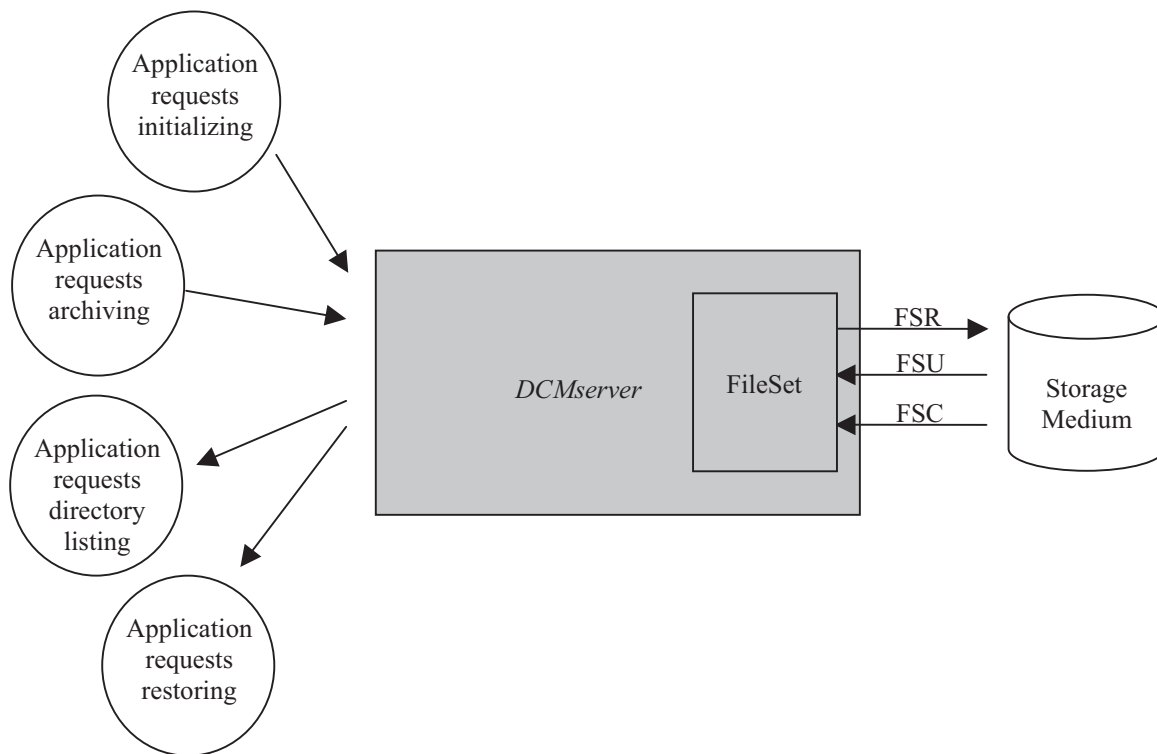 Application
requests
initializing
Application
requests
archiving
Application
requests
directory
listing
Application
requests
restoring
DCMserver
FileSet
FSR
FSU
FSC
Storage
Medium